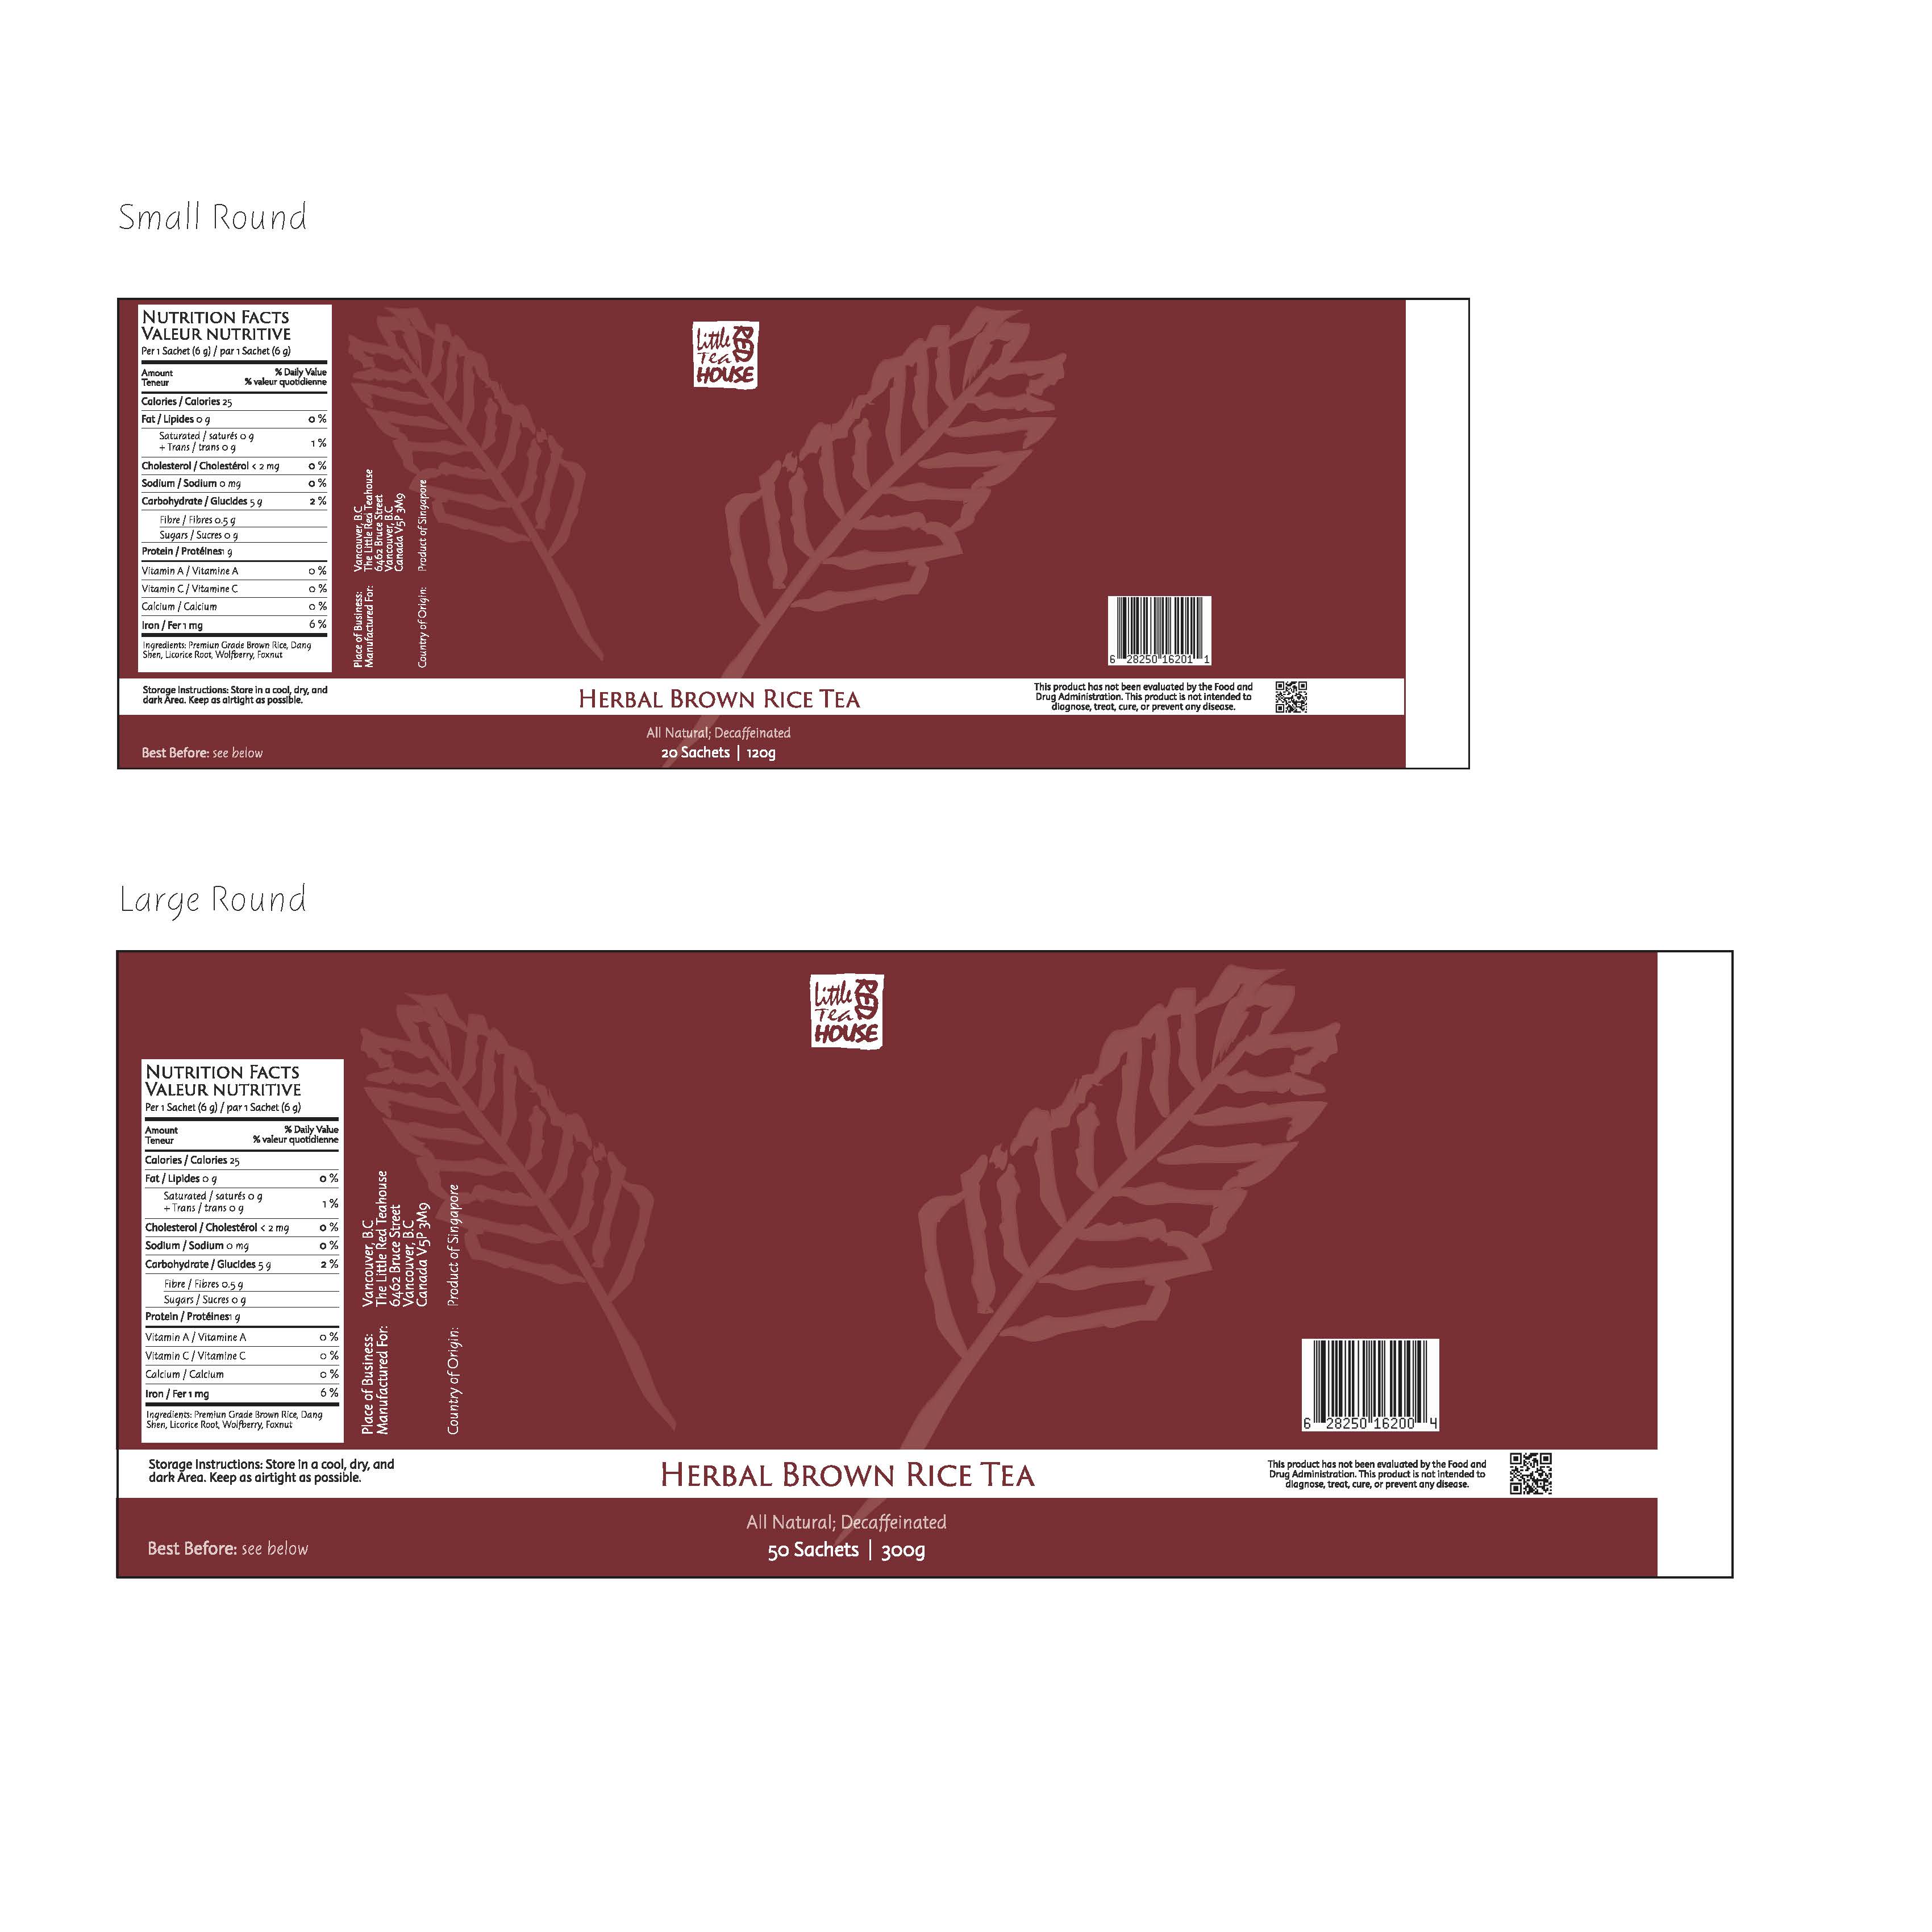 Small Round
NUTRITION FACTS
VALEUR NUTRITIVE
Per 1 Sachet (6 g) / par 1 Sachet (6 g)
Amount % Daily Value
Teneur % valeur quotidienne
Calories / Calories 25
Fat / Lipides 0 g 0 %
Saturated / saturés 0 g
+ Trans / trans 0 g 1 %
Cholesterol / Cholestérol < 2 mg 0 %
Sodium / Sodium 0 mg 0 %
Carbohydrate / Glucides 5 g 2 %
Fibre / Fibres 0.5 g
Sugars / Sucres 0 g
Protein / Protéines1 g
Vitamin A / Vitamine A 0 %
Vitamin C / Vitamine C 0 %
Calcium / Calcium 0 %
Iron / Fer 1 mg 6 %
Ingredients: Premiun Grade Brown Rice, Dang
Shen, Licorice Root, Wolfberry, Foxnut
Storage Instructions: Store in a cool, dry, and
dark Area. Keep as airtight as possible.
Best Before: see below
Place of Business: Vancouver, B.C
Manufactured For: The Little Red Teahouse
6462 Bruce Street
Vancouver, B.C
Canada V5P 3M9
Country of Origin: Product of Singapore
Little RED
Tea
HOUSE
HERBAL BROWN RICE TEA
All Natural; Decaffeinated
20 Sachets | 120g
6 28250 16201 1
This product has not been evaluated by the Food and
Drug Administration. This product is not intended to
diagnose, treat, cure, or prevent any disease.
Large Round
NUTRITION FACTS
VALEUR NUTRITIVE
Per 1 Sachet (6 g) / par 1 Sachet (6 g)
Amount % Daily Value
Teneur % valeur quotidienne
Calories / Calories 25
Fat / Lipides 0 g 0 %
Saturated / saturés 0 g
+ Trans / trans 0 g 1 %
Cholesterol / Cholestérol < 2 mg 0 %
Sodium / Sodium 0 mg 0 %
Carbohydrate / Glucides 5 g 2 %
Fibre / Fibres 0.5 g
Sugars / Sucres 0 g
Protein / Protéines1 g
Vitamin A / Vitamine A 0 %
Vitamin C / Vitamine C 0 %
Calcium / Calcium 0 %
Iron / Fer 1 mg 6 %
Ingredients: Premiun Grade Brown Rice, Dang
Shen, Licorice Root, Wolfberry, Foxnut
Storage Instructions: Store in a cool, dry, and
dark Area. Keep as airtight as possible.
Best Before: see below
Place of Business: Vancouver, B.C
Manufactured For: The Little Red Teahouse
6462 Bruce Street
Vancouver, B.C
Canada V5P 3M9
Country of Origin: Product of Singapore
Little RED
Tea
HOUSE
HERBAL BROWN RICE TEA
All Natural; Decaffeinated
50 Sachets | 300g
6 28250 16200 4
This product has not been evaluated by the Food and
Drug Administration. This product is not intended to
diagnose, treat, cure, or prevent any disease.